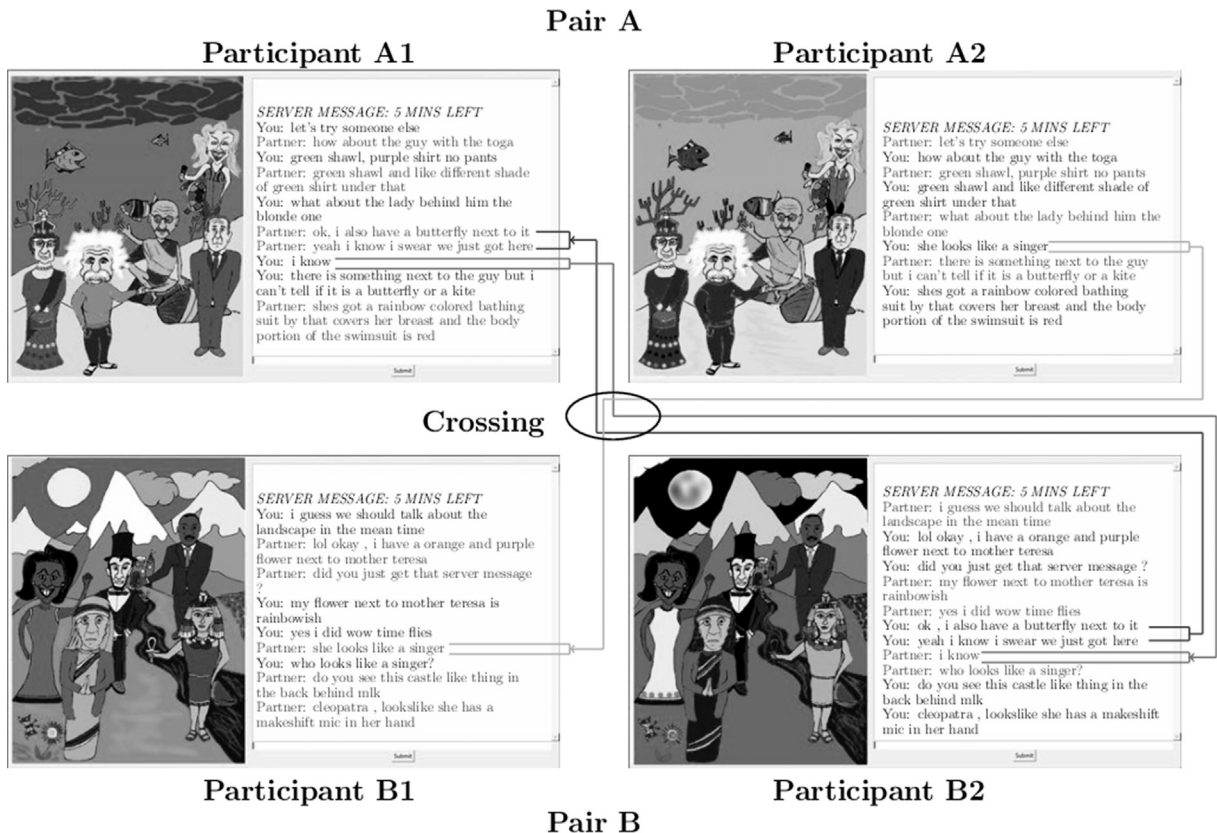 Pair A
Participant A1
Participant A2
SERVER MESSAGE: 5 MINS LEFT
You: let's try someone else
Partner: how about the guy with the toga
You: green shawl, purple shirt no pants
Partner: green shawl and like different shade
of green shirt under that
You: what about the lady behind him the
blonde one
Partner: ok, i also have a butterfly next to it
Partner: yeah i know i swear we just got here
You: i know
You: there is something next to the guy but i
can't tell if it is a butterfly or a kite
Partner: shes got a rainbow colored bathing
suit by that covers her breast and the body
portion of the swimsuit is red
Submit
SERVER MESSAGE: 5 MINS LEFT
Partner: let's try someone else
You: how about the guy with the toga
Partner: green shawl, purple shirt no pants
You: green shawl and like different shade of
green shirt under that
Partner: what about the lady behind him the
blonde one
You: she looks like a singer
Partner: there is something next to the guy
but i can't tell if it is a butterfly or a kite
You: shes got a rainbow colored bathing
suit by that covers her breast and the body
portion of the swimsuit is red
Submit
Crossing
SERVER MESSAGE: 5 MINS LEFT
You: i guess we should talk about the
landscape in the mean time
Partner: lol okay , i have a orange and purple
flower next to mother teresa
Partner: did you just get that server message
?
You: my flower next to mother teresa is
rainbowish
You: yes i did wow time flies
Partner: she looks like a singer
You: who looks like a singer?
Partner: do you see this castle like thing in
the back behind mlk
Partner: cleopatra , lookslike she has a
makeshift mic in her hand
Submit
SERVER MESSAGE: 5 MINS LEFT
Partner: i guess we should talk about the
landscape in the mean time
You: lol okay , i have a orange and purple
flower next to mother teresa
You: did you just get that server message ?
Partner: my flower next to mother teresa is
rainbowish
Partner: yes i did wow time flies
You: ok , i also have a butterfly next to it
You: yeah i know i swear we just got here
Partner: i know
Partner: who looks like a singer?
You: do you see this castle like thing in the
back behind mlk
You: cleopatra , lookslike she has a makeshift
mic in her hand
Submit
Participant B1
Participant B2
Pair B